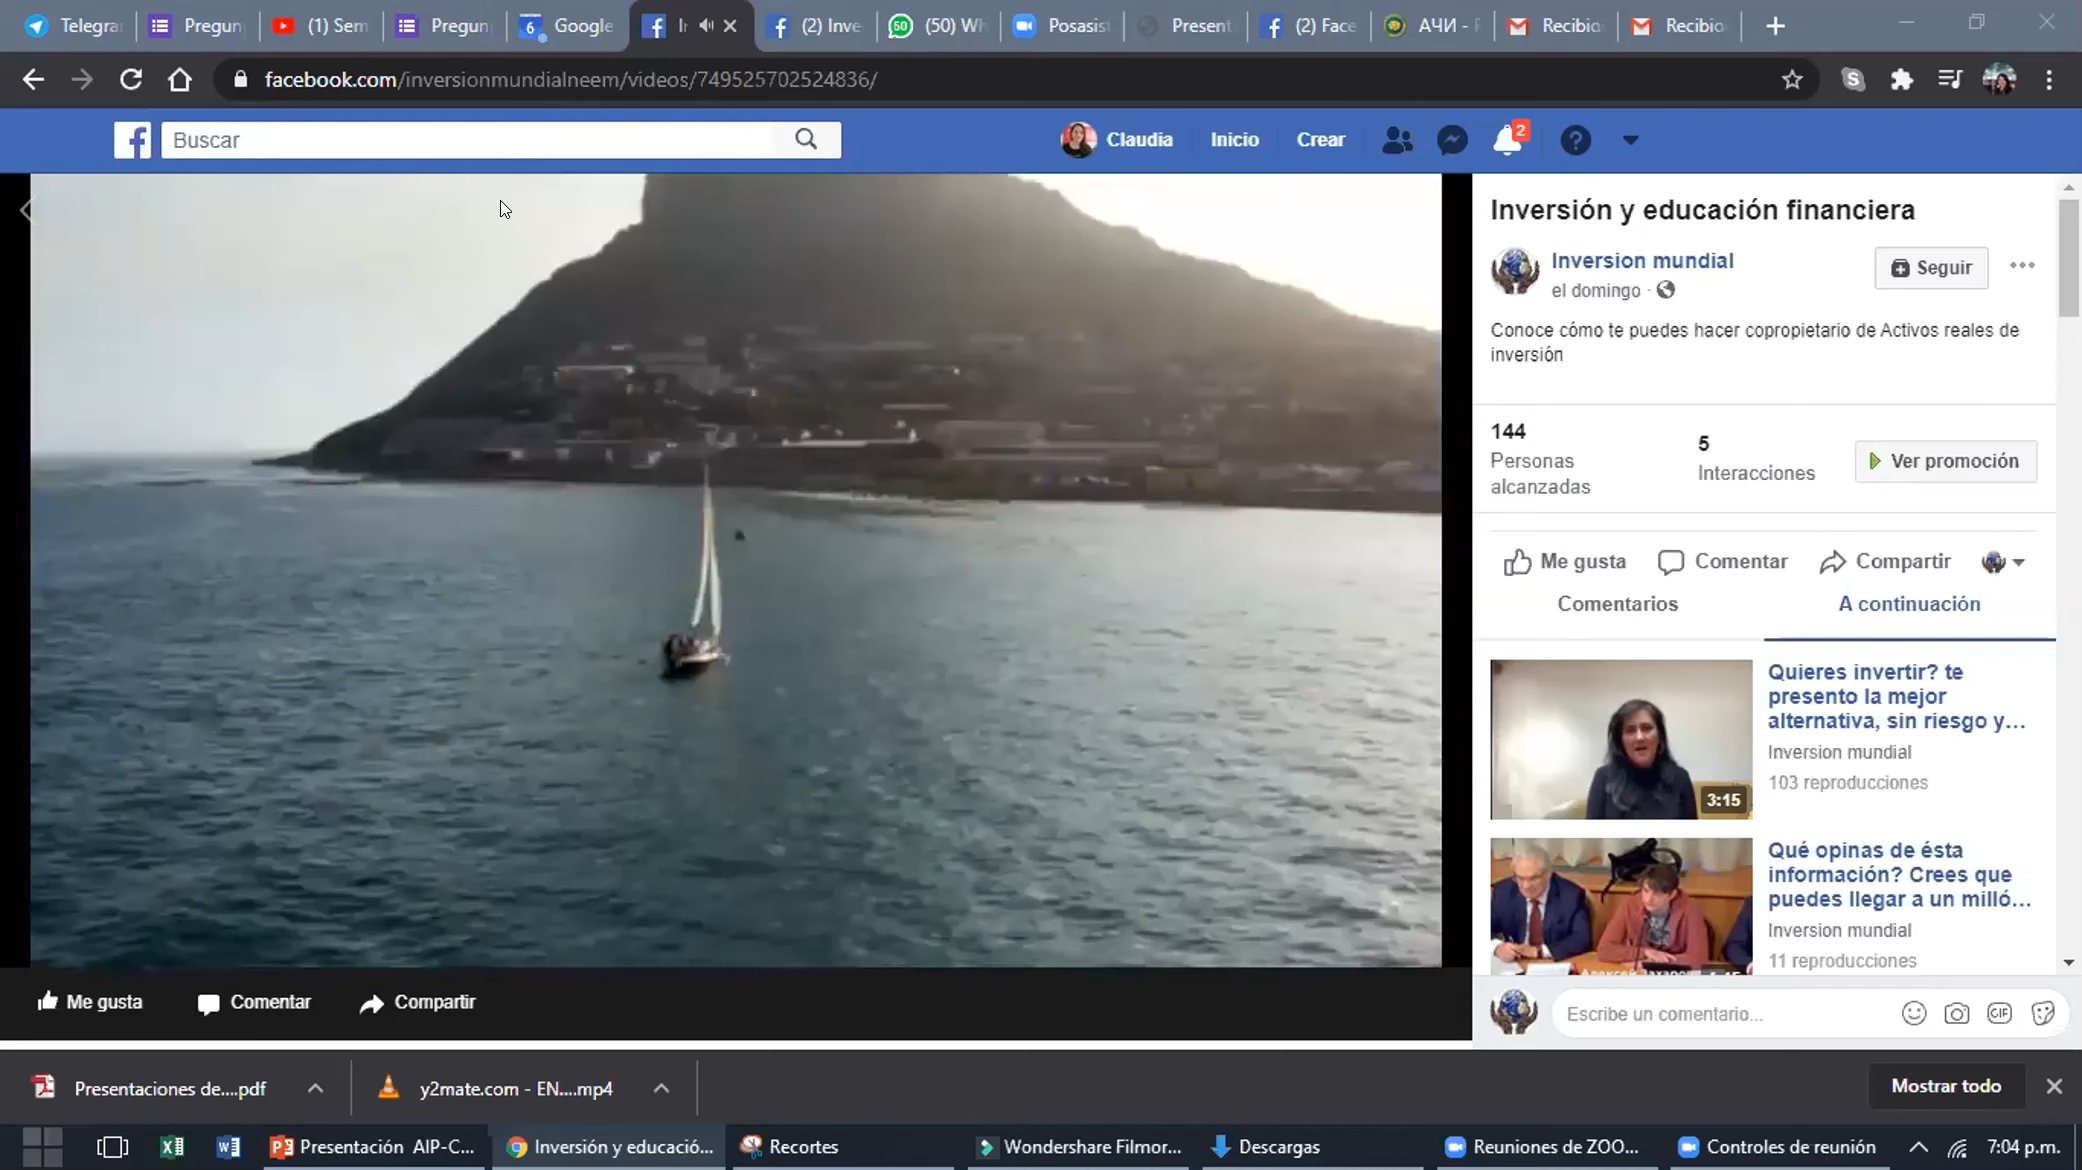 Telegra
Pregun
(1) Sem
Pregun
6 Google
(2) Inve
50 (50) Wh
Posasist
Present
(2) Face
АЧИ -
Recibio
Recibio
facebook.com/inversionmundialneem/videos/749525702524836/
Buscar
Claudia Inicio Crear 2
Inversión y educación financiera
Inversion mundial
el domingo ·
Seguir
Conoce cómo te puedes hacer copropietario de Activos reales de
inversión
144
Personas
alcanzadas
5
Interacciones
Ver promoción
Me gusta Comentar Compartir
Comentarios A continuación
Quieres invertir? te
presento la mejor
alternativa, sin riesgo y...
Inversion mundial
103 reproducciones
3:15
Qué opinas de ésta
información? Crees que
puedes llegar a un milló...
Inversion mundial
11 reproducciones
Escribe un comentario...
GIF
Me gusta Comentar Compartir
Presentaciones de....pdf
y2mate.com - EN....mp4
Mostrar todo
Presentación AIP-C...
Inversión y educació...
Recortes
Wondershare Filmor...
Descargas
Reuniones de ZOO...
Controles de reunión
7:04 p.m.